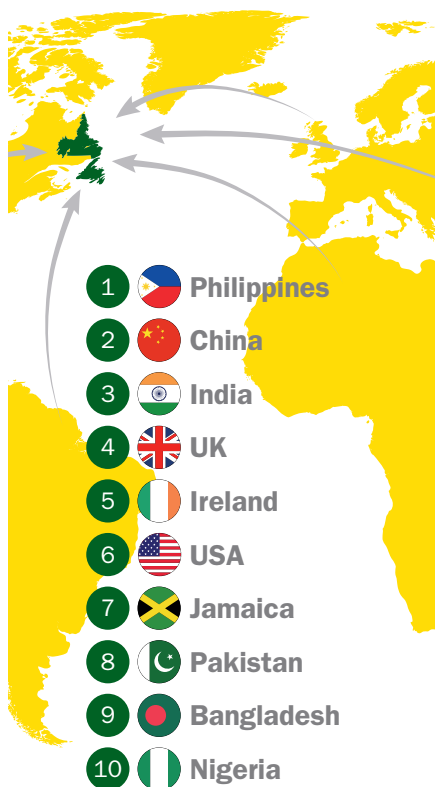 1 Philippines
2 China
3 India
4 UK
5 Ireland
6 USA
7 Jamaica
8 Pakistan
9 Bangladesh
10 Nigeria